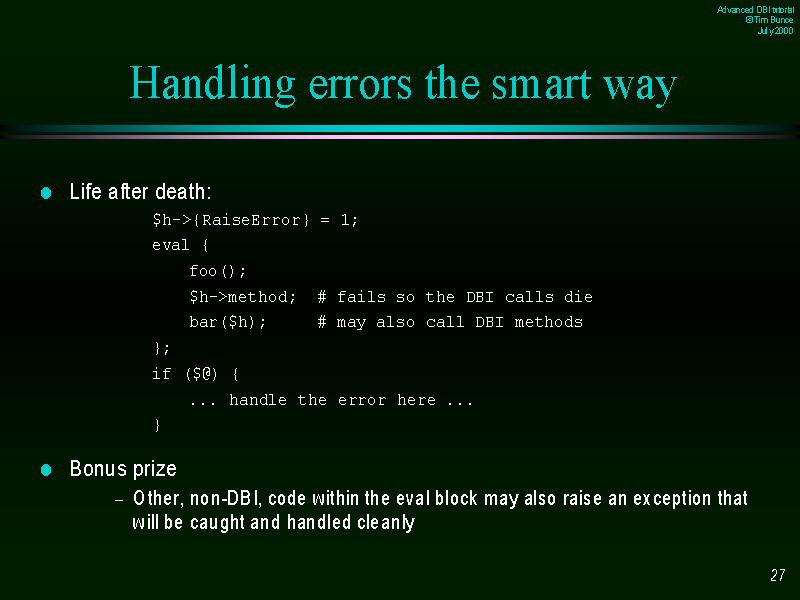 Advanced DBI tutorial
© Tim Bunce
July 2000
Handling errors the smart way
Life after death:
$h->{RaiseError} = 1;
eval {
foo();
$h->method;  # fails so the DBI calls die
bar($h);     # may also call DBI methods
};
if ($@) {
... handle the error here ...
}
Bonus prize
– Other, non-DBI, code within the eval block may also raise an exception that
will be caught and handled cleanly
27